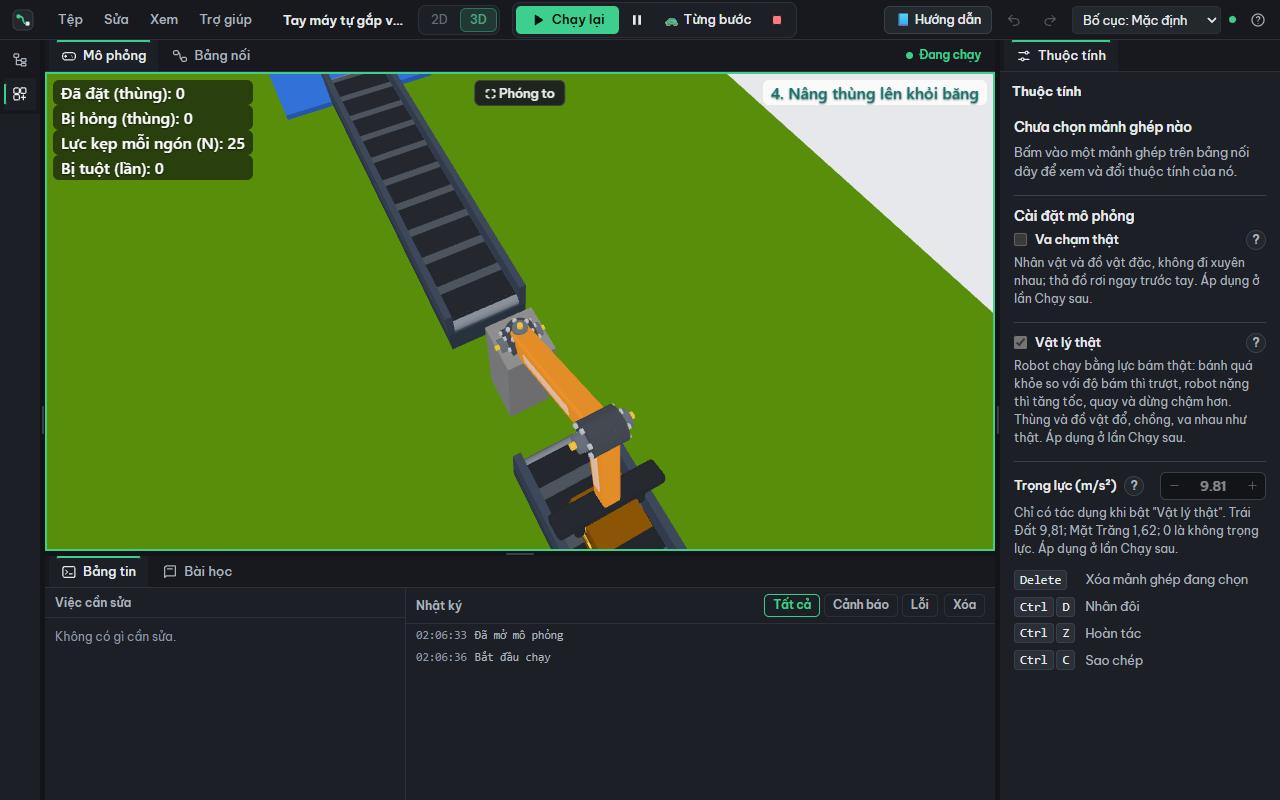 Tệp Sửa Xem Trợ giúp Tay máy tự gắp v... 2D 3D Chạy lại Từng bước Hướng dẫn Bố cục: Mặc định
Mô phỏng Bảng nối Đang chạy Thuộc tính
Đã đặt (thùng): 0
Bị hỏng (thùng): 0
Lực kẹp mỗi ngón (N): 25
Bị tuột (lần): 0
Phóng to
4. Nâng thùng lên khỏi băng
Thuộc tính
Chưa chọn mảnh ghép nào
Bấm vào một mảnh ghép trên bảng nối
dây để xem và đổi thuộc tính của nó.
Cài đặt mô phỏng
Va chạm thật ?
Nhân vật và đồ vật đặc, không đi xuyên
nhau; thả đồ rơi ngay trước tay. Áp dụng ở
lần Chạy sau.
Vật lý thật ?
Robot chạy bằng lực bám thật: bánh quá
khỏe so với độ bám thì trượt, robot nặng
thì tăng tốc, quay và dừng chậm hơn.
Thùng và đồ vật đổ, chồng, va nhau như
thật. Áp dụng ở lần Chạy sau.
Trọng lực (m/s²) ? − 9.81 +
Chỉ có tác dụng khi bật "Vật lý thật". Trái
Đất 9,81; Mặt Trăng 1,62; 0 là không trọng
lực. Áp dụng ở lần Chạy sau.
Delete Xóa mảnh ghép đang chọn
Ctrl D Nhân đôi
Ctrl Z Hoàn tác
Ctrl C Sao chép
Bảng tin Bài học
Việc cần sửa
Không có gì cần sửa.
Nhật ký Tất cả Cảnh báo Lỗi Xóa
02:06:33 Đã mở mô phỏng
02:06:36 Bắt đầu chạy